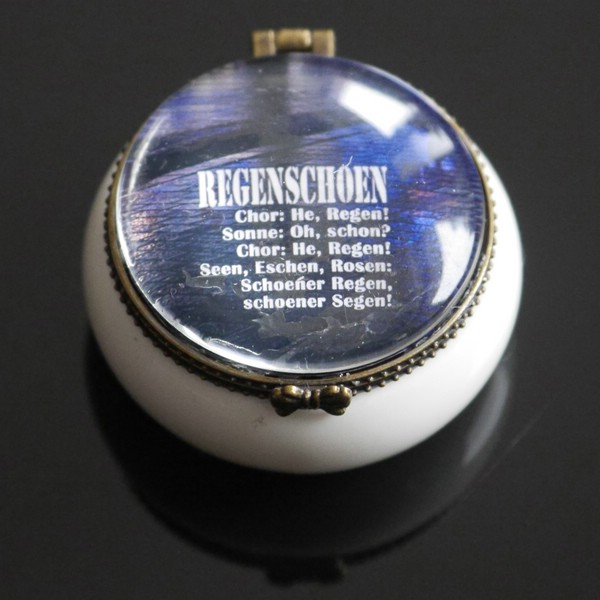 REGENSCHOEN
Chor: He, Regen!
Sonne: Oh, schon?
Chor: He, Regen!
Seen, Eschen, Rosen:
Schoener Regen,
schoener Segen!